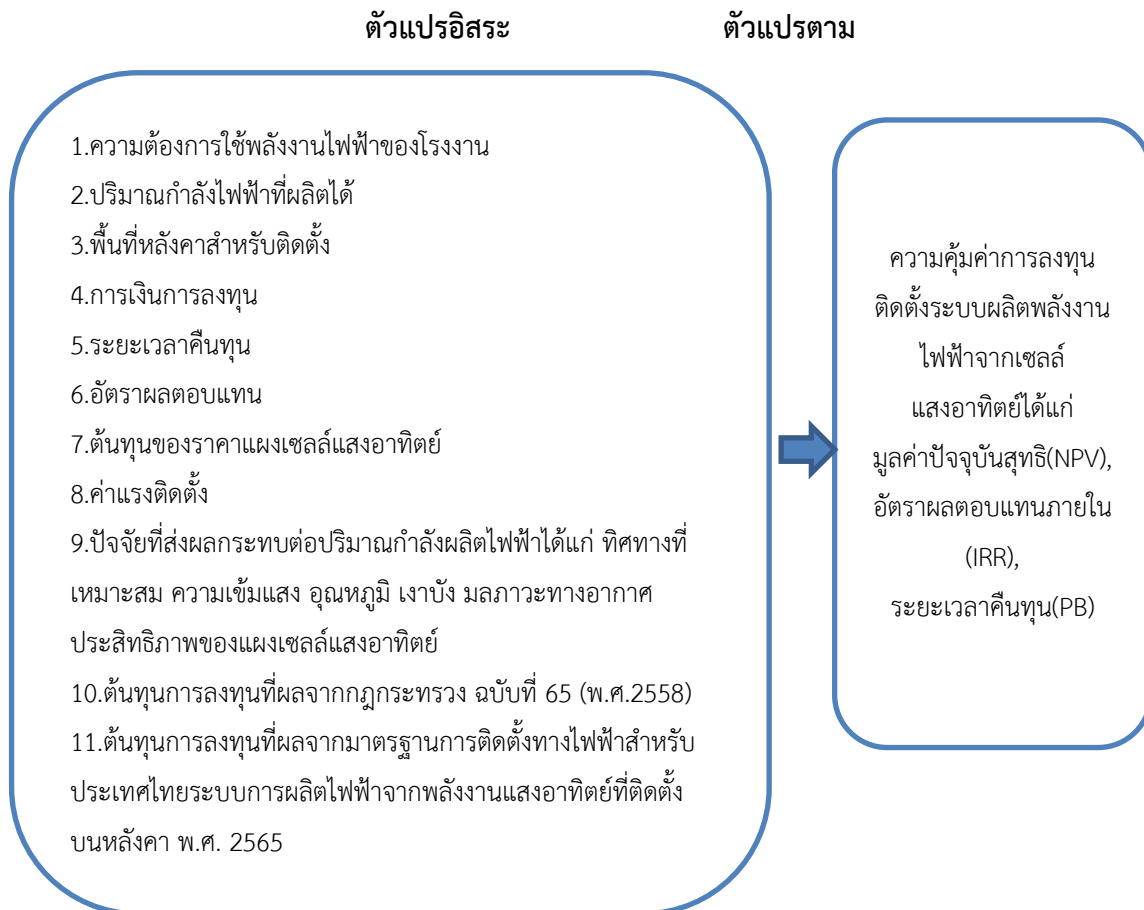 ตัวแปรอิสระ
ตัวแปรตาม
1.ความต้องการใช้พลังงานไฟฟ้าของโรงงาน
2.ปริมาณกำลังไฟฟ้าที่ผลิตได้
3.พื้นที่หลังคาสำหรับติดตั้ง
4.การเงินการลงทุน
5.ระยะเวลาคืนทุน
6.อัตราผลตอบแทน
7.ต้นทุนของราคาแผงเซลล์แสงอาทิตย์
8.ค่าแรงติดตั้ง
9.ปัจจัยที่ส่งผลกระทบต่อปริมาณกำลังผลิตไฟฟ้าได้แก่ ทิศทางที่
เหมาะสม ความเข้มแสง อุณหภูมิ เงาบัง มลภาวะทางอากาศ
ประสิทธิภาพของแผงเซลล์แสงอาทิตย์
10.ต้นทุนการลงทุนที่ผลจากกฎกระทรวง ฉบับที่ 65 (พ.ศ.2558)
11.ต้นทุนการลงทุนที่ผลจากมาตรฐานการติดตั้งทางไฟฟ้าสำหรับ
ประเทศไทยระบบการผลิตไฟฟ้าจากพลังงานแสงอาทิตย์ที่ติดตั้ง
บนหลังคา พ.ศ. 2565
ความคุ้มค่าการลงทุน
ติดตั้งระบบผลิตพลังงาน
ไฟฟ้าจากเซลล์
แสงอาทิตย์ได้แก่
มูลค่าปัจจุบันสุทธิ(NPV),
อัตราผลตอบแทนภายใน
(IRR),
ระยะเวลาคืนทุน(PB)